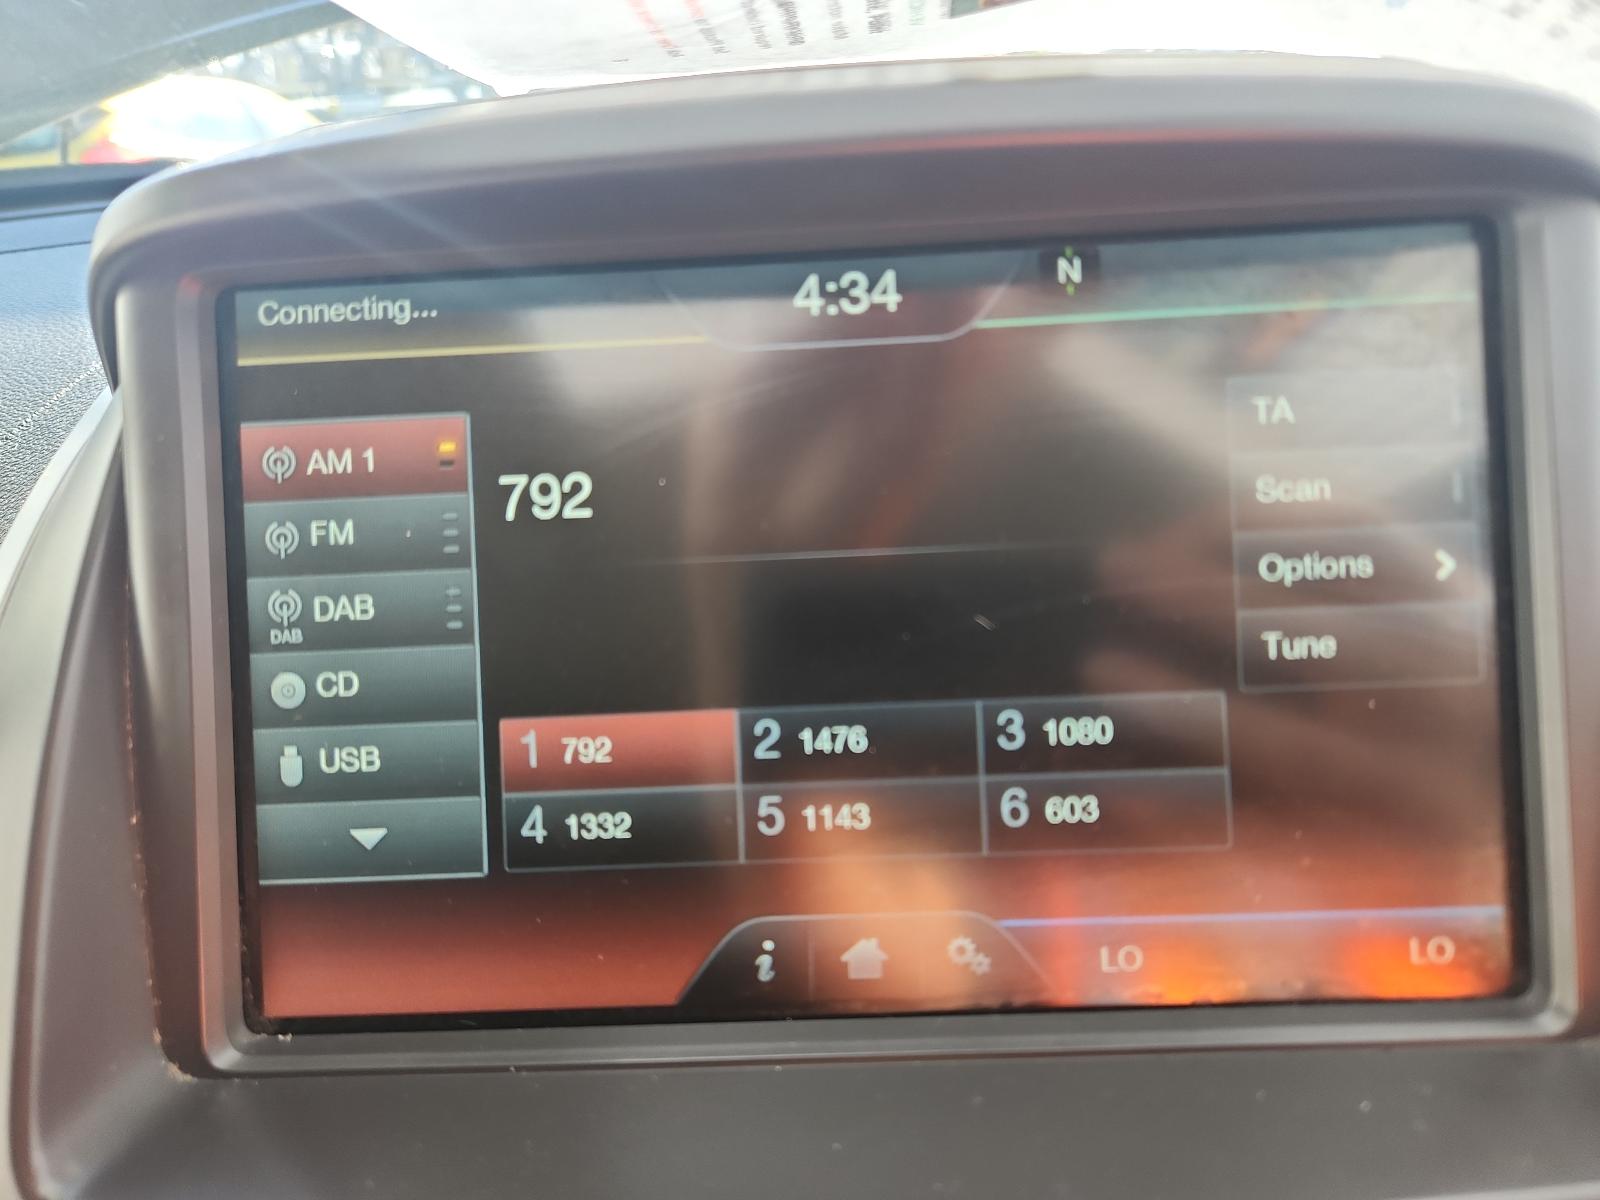 Connecting...
4:34
N
AM 1
FM
DAB
DAB
CD
USB
792
TA
Scan
Options
Tune
1 792
2 1476
3 1080
4 1332
5 1143
6 603
i
LO
LO